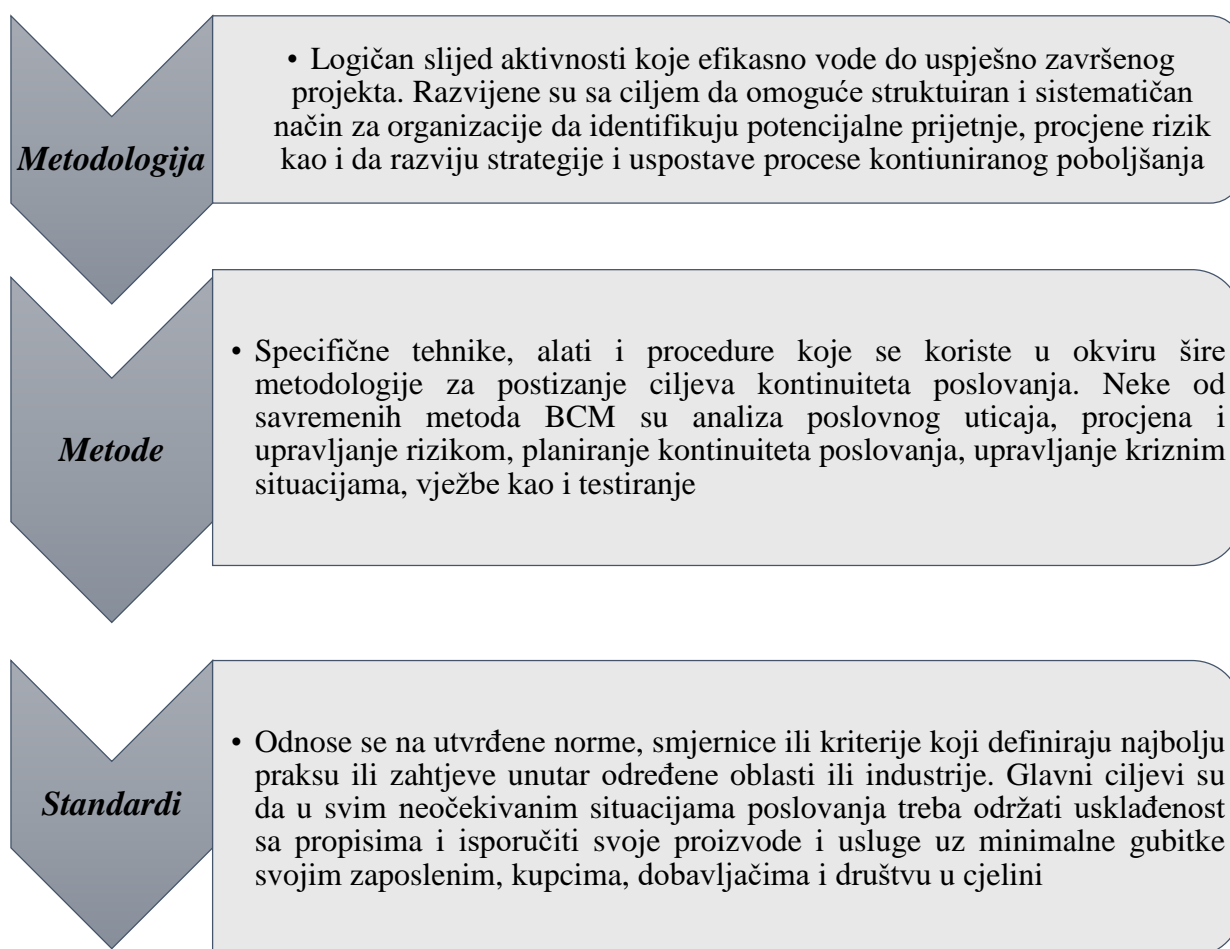 Metodologija
• Logičan slijed aktivnosti koje efikasno vode do uspješno završenog
projekta. Razvijene su sa ciljem da omoguće struktuiran i sistematičan
način za organizacije da identifikuju potencijalne prijetnje, procjene rizik
kao i da razviju strategije i uspostave procese kontiuniranog poboljšanja
Metode
• Specifične tehnike, alati i procedure koje se koriste u okviru šire
metodologije za postizanje ciljeva kontinuiteta poslovanja. Neke od
savremenih metoda BCM su analiza poslovnog uticaja, procjena i
upravljanje rizikom, planiranje kontinuiteta poslovanja, upravljanje kriznim
situacijama, vježbe kao i testiranje
Standardi
• Odnose se na utvrđene norme, smjernice ili kriterije koji definiraju najbolju
praksu ili zahtjeve unutar određene oblasti ili industrije. Glavni ciljevi su
da u svim neočekivanim situacijama poslovanja treba održati usklađenost
sa propisima i isporučiti svoje proizvode i usluge uz minimalne gubitke
svojim zaposlenim, kupcima, dobavljačima i društvu u cjelini